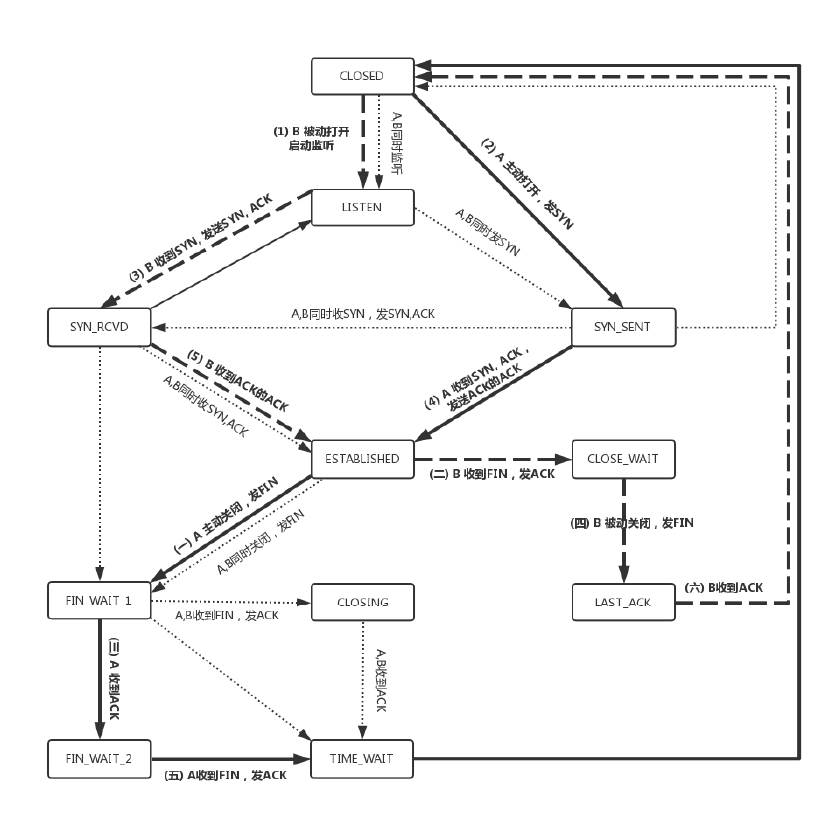 CLOSED
(1) B 被动打开
启动监听
A,B同时监听
(2) A 主动打开，发SYN
LISTEN
(3) B 收到SYN, 发送SYN, ACK
A,B同时发SYN
SYN_RCVD
A,B同时收SYN，发SYN,ACK
SYN_SENT
(5) B 收到ACK的ACK
A,B同时收SYN,ACK
(4) A 收到SYN, ACK，
发送ACK的ACK
ESTABLISHED
(二) B 收到FIN，发ACK
CLOSE_WAIT
(一) A 主动关闭，发FIN
A,B同时关闭，发FIN
(四) B 被动关闭，发FIN
FIN_WAIT_1
A,B收到FIN，发ACK
CLOSING
LAST_ACK
(六) B收到ACK
(三) A 收到ACK
A,B收到ACK
FIN_WAIT_2
(五) A收到FIN，发ACK
TIME_WAIT